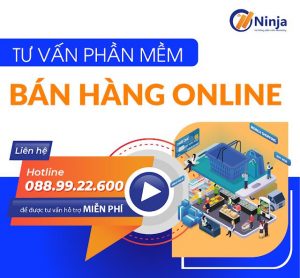 Ninja
TƯ VẤN PHẦN MỀM
BÁN HÀNG ONLINE
Liên hệ
Hotline
088.99.22.600
để được tư vấn hỗ trợ MIỄN PHÍ